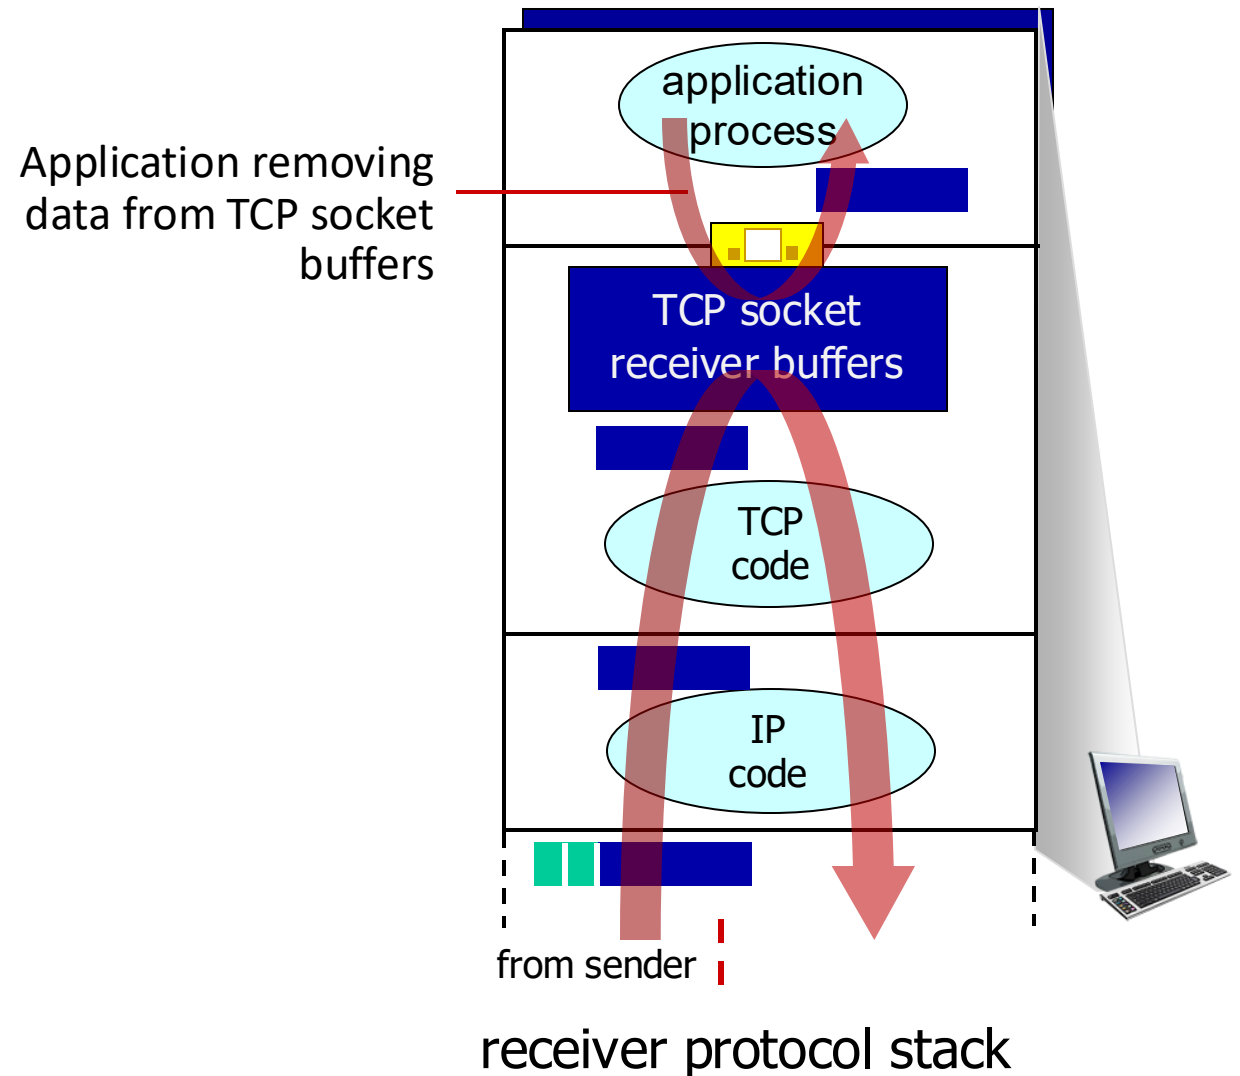 application
process
Application removing
data from TCP socket
buffers
TCP socket
receiver buffers
TCP
code
IP
code
from sender
receiver protocol stack